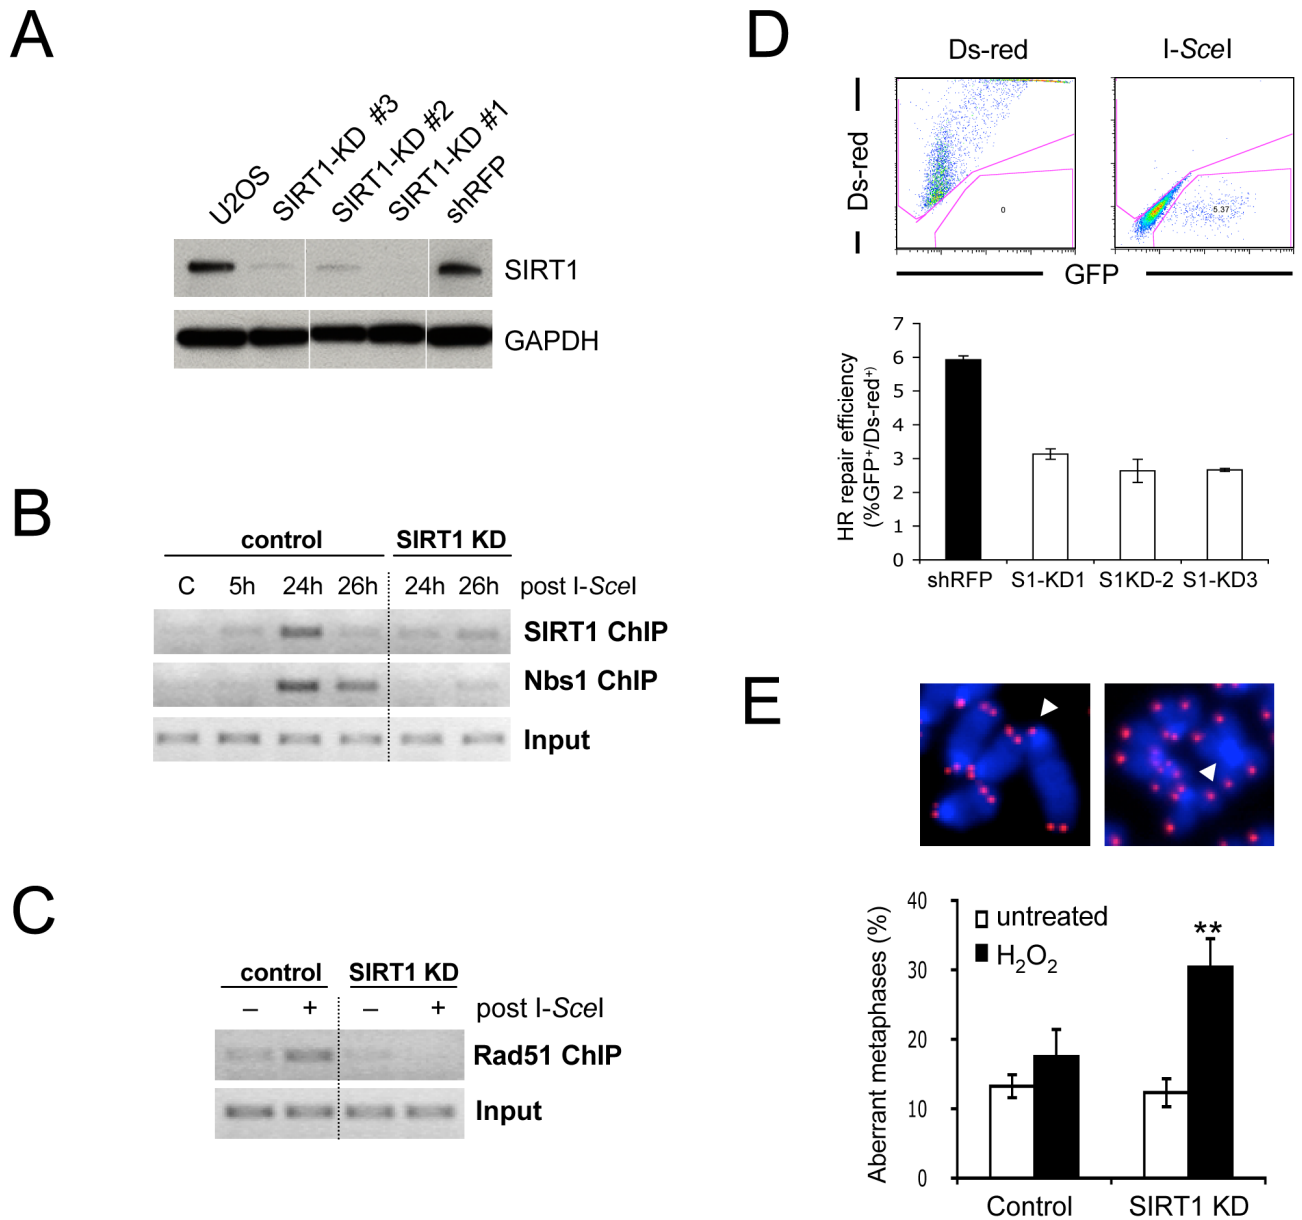 A
U2OS
SIRT1-KD #3
SIRT1-KD #2
SIRT1-KD #1
shRFP
SIRT1
GAPDH
B
control SIRT1 KD
C 5h 24h 26h 24h 26h post I-SceI
SIRT1 ChIP
Nbs1 ChIP
Input
C
control SIRT1 KD
– + – + post I-SceI
Rad51 ChIP
Input
D
Ds-red I-SceI
Ds-red
0
5.37
GFP
HR repair efficiency
(%GFP+/Ds-red+)
7
6
5
4
3
2
1
0
shRFP S1-KD1 S1KD-2 S1-KD3
E
Aberrant metaphases (%)
40
30
20
10
0
untreated
H2O2
**
Control SIRT1 KD